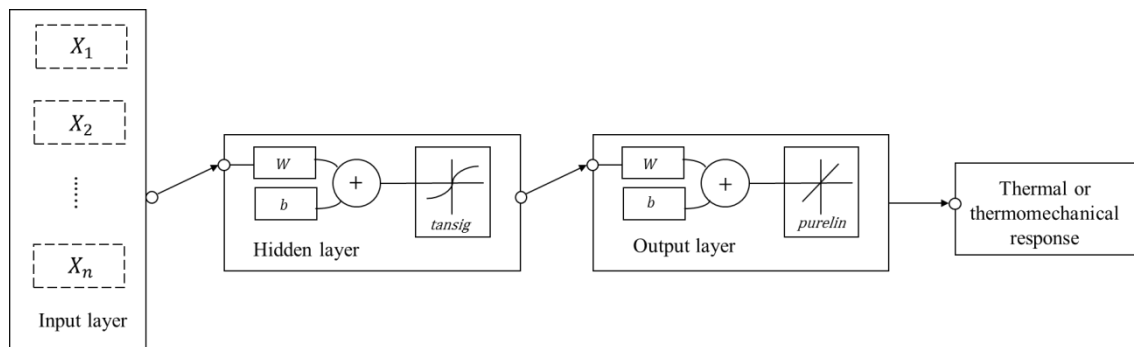 X1
X2
......
Xn
Input layer
W
b
+
tansig
Hidden layer
W
b
+
purelin
Output layer
Thermal or
thermomechanical
response